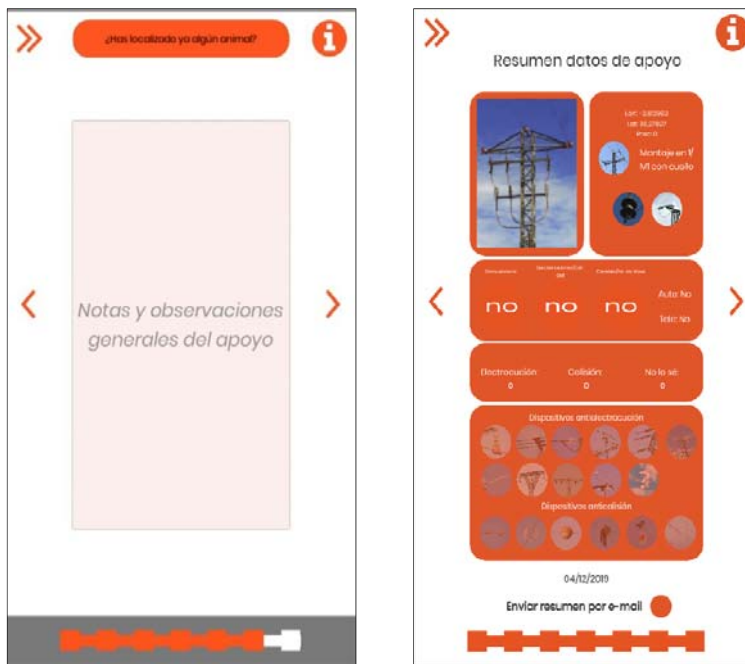 ¿Has localizado ya algún animal?
Notas y observaciones
generales del apoyo
Resumen datos de apoyo
Montaje en 1/
M1 con cuello
no no no
Auto: No
Tele: No
Electrocución: Colisión: No lo sé:
0 0 0
Dispositivos antielectrocución
Dispositivos anticolisión
04/12/2019
Enviar resumen por e-mail